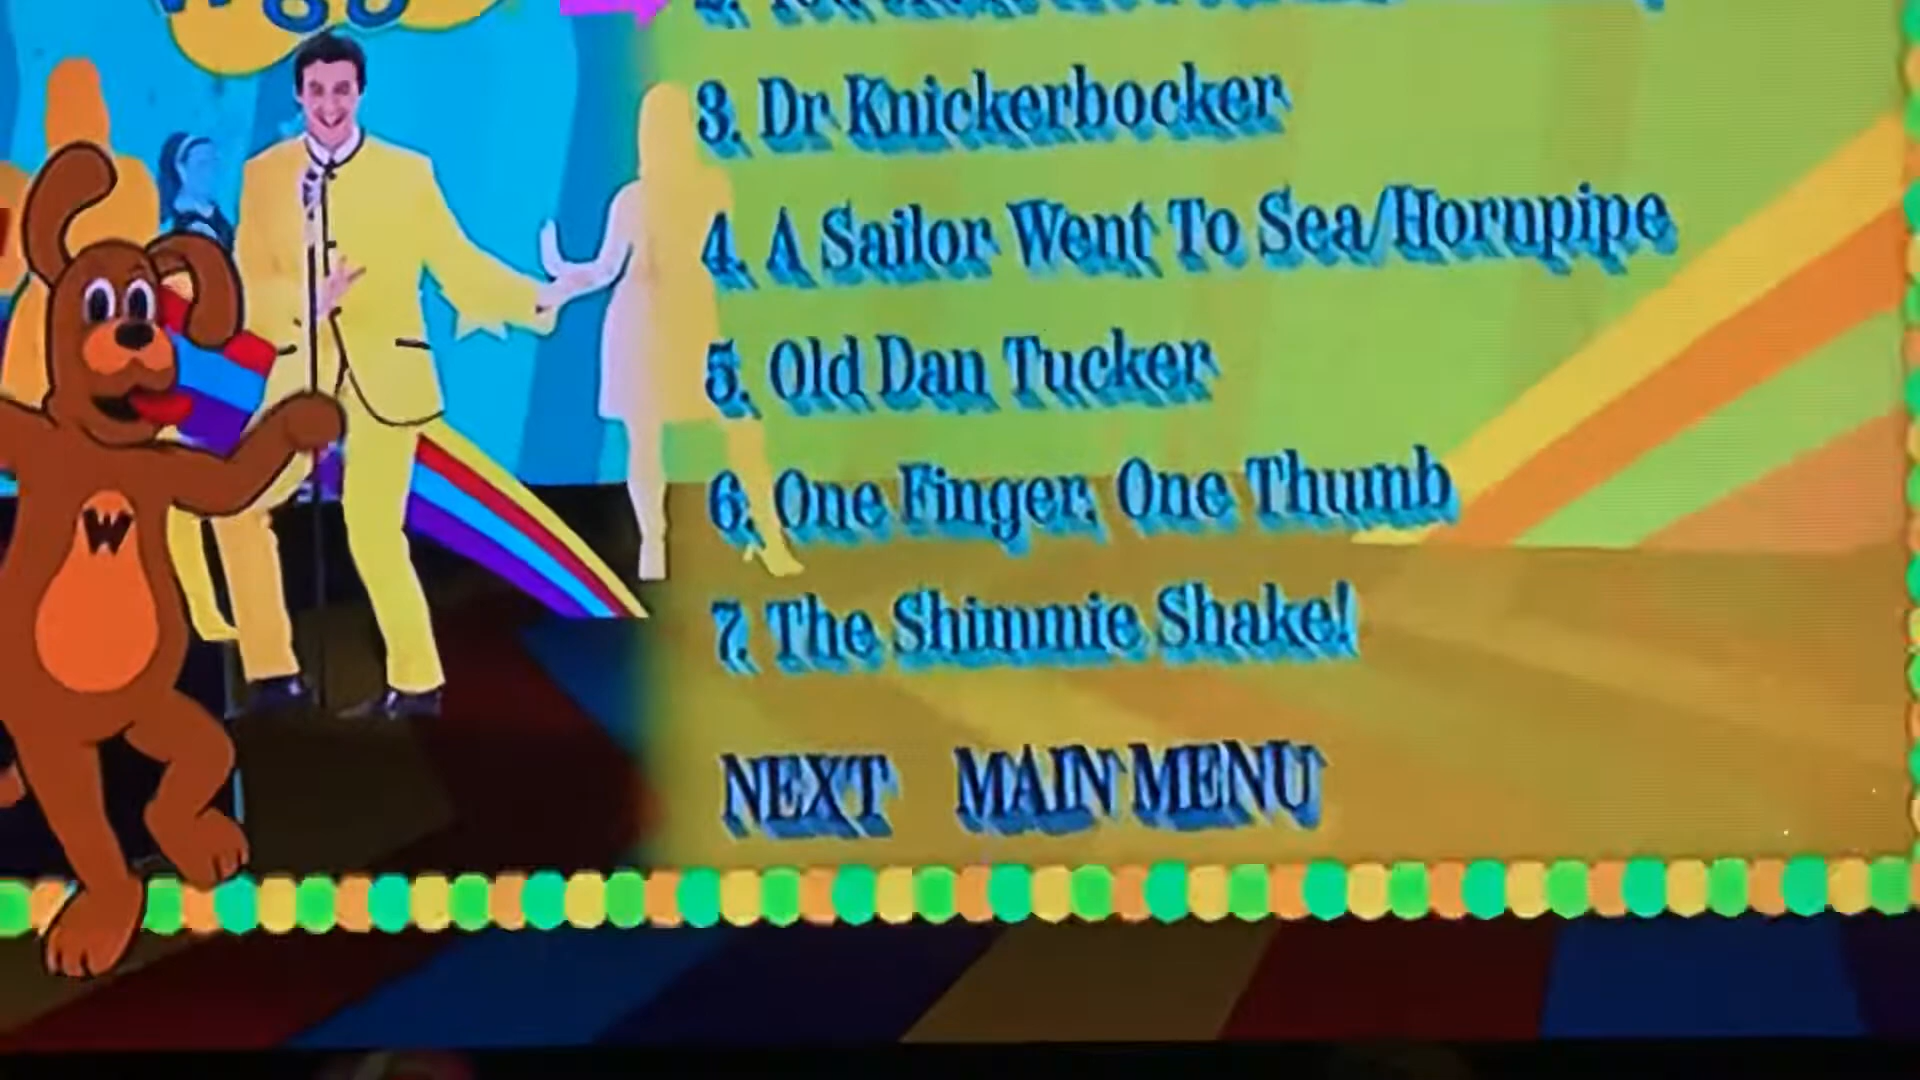 3. Dr Knickerbocker
4. A Sailor Went To Sea/Hornpipe
5. Old Dan Tucker
6. One Finger, One Thumb
7. The Shimmie Shake!
NEXT MAIN MENU
W